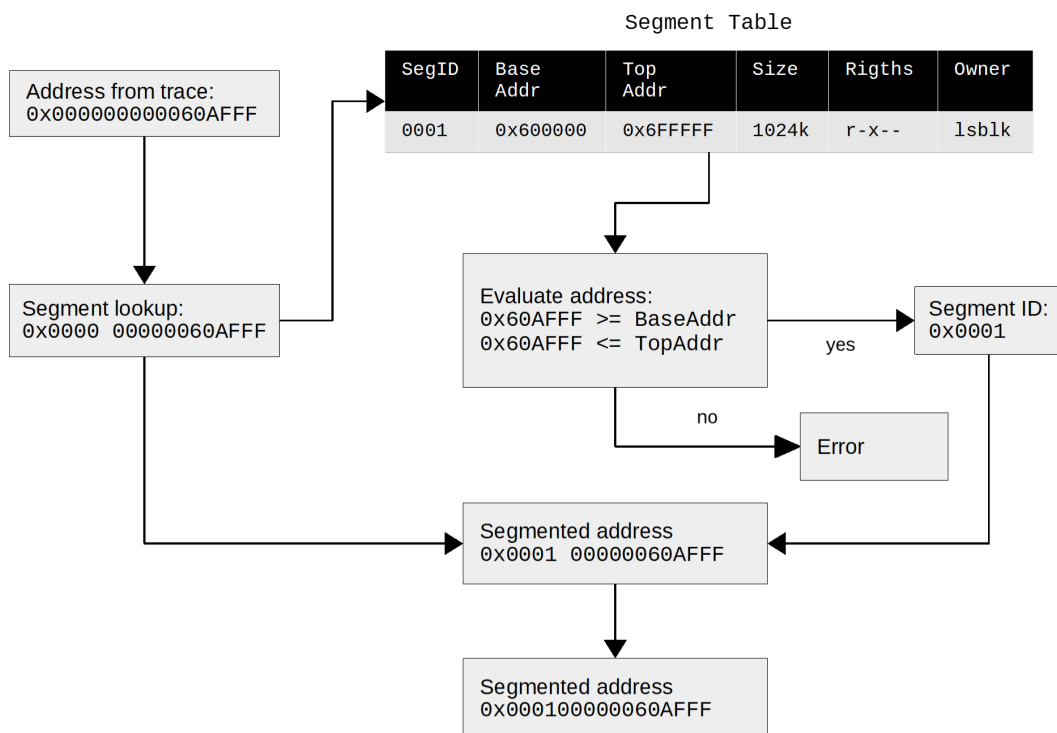 Segment Table
SegID Base Addr Top Addr Size Rigths Owner
0001 0x600000 0x6FFFFF 1024k r-x-- lsblk
Address from trace:
0x000000000060AFFF
Segment lookup:
0x0000 00000060AFFF
Evaluate address:
0x60AFFF >= BaseAddr
0x60AFFF <= TopAddr
yes
Segment ID:
0x0001
no
Error
Segmented address
0x0001 00000060AFFF
Segmented address
0x000100000060AFFF